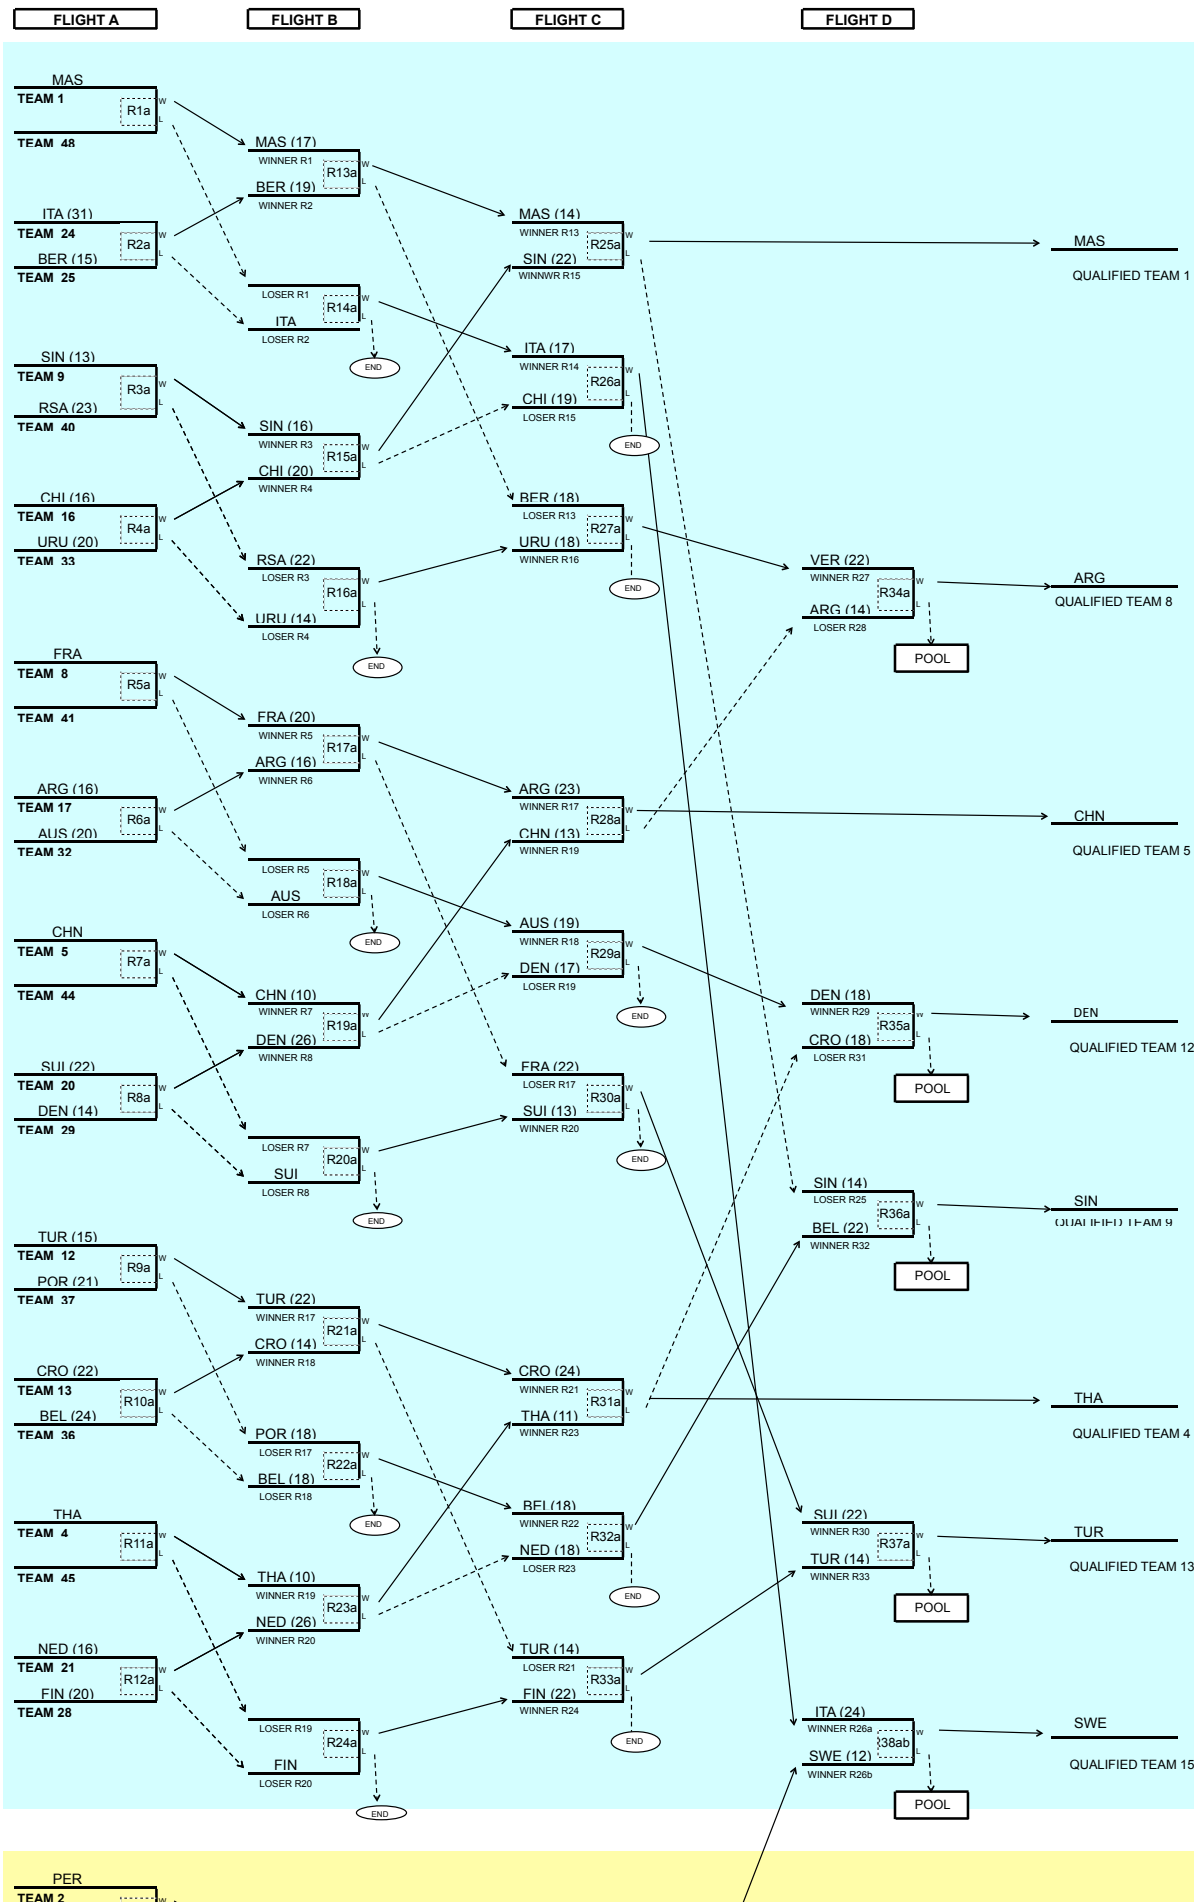 FLIGHT A
FLIGHT B
FLIGHT C
FLIGHT D
MAS
TEAM 1
R1a
W
L
TEAM 48
ITA (31)
TEAM 24
R2a
W
L
BER (15)
TEAM 25
SIN (13)
TEAM 9
R3a
W
L
RSA (23)
TEAM 40
CHI (16)
TEAM 16
R4a
W
L
URU (20)
TEAM 33
FRA
TEAM 8
R5a
W
L
TEAM 41
ARG (16)
TEAM 17
R6a
W
L
AUS (20)
TEAM 32
CHN
TEAM 5
R7a
W
L
TEAM 44
SUI (22)
TEAM 20
R8a
W
L
DEN (14)
TEAM 29
TUR (15)
TEAM 12
R9a
W
L
POR (21)
TEAM 37
CRO (22)
TEAM 13
R10a
W
L
BEL (24)
TEAM 36
THA
TEAM 4
R11a
W
L
TEAM 45
NED (16)
TEAM 21
R12a
W
L
FIN (20)
TEAM 28
MAS (17)
WINNER R1
R13a
W
L
BER (19)
WINNER R2
LOSER R1
R14a
W
L
ITA
LOSER R2
END
SIN (16)
WINNER R3
R15a
W
L
CHI (20)
WINNER R4
RSA (22)
LOSER R3
R16a
W
L
URU (14)
LOSER R4
END
FRA (20)
WINNER R5
R17a
W
L
ARG (16)
WINNER R6
LOSER R5
R18a
W
L
AUS
LOSER R6
END
CHN (10)
WINNER R7
R19a
W
L
DEN (26)
WINNER R8
LOSER R7
R20a
W
L
SUI
LOSER R8
END
TUR (22)
WINNER R17
R21a
W
L
CRO (14)
WINNER R18
POR (18)
LOSER R17
R22a
W
L
BEL (18)
LOSER R18
END
THA (10)
WINNER R19
R23a
W
L
NED (26)
WINNER R20
LOSER R19
R24a
W
L
FIN
LOSER R20
END
MAS (14)
WINNER R13
R25a
W
L
SIN (22)
WINNWR R15
ITA (17)
WINNER R14
R26a
W
L
CHI (19)
LOSER R15
END
BER (18)
LOSER R13
R27a
W
L
URU (18)
WINNER R16
END
ARG (23)
WINNER R17
R28a
W
L
CHN (13)
WINNER R19
AUS (19)
WINNER R18
R29a
W
L
DEN (17)
LOSER R19
END
FRA (22)
LOSER R17
R30a
W
L
SUI (13)
WINNER R20
END
CRO (24)
WINNER R21
R31a
W
L
THA (11)
WINNER R23
BEL (18)
WINNER R22
R32a
W
L
NED (18)
LOSER R23
END
TUR (14)
LOSER R21
R33a
W
L
FIN (22)
WINNER R24
END
VER (22)
WINNER R27
R34a
W
L
ARG (14)
LOSER R28
POOL
DEN (18)
WINNER R29
R35a
W
L
CRO (18)
LOSER R31
POOL
SIN (14)
LOSER R25
R36a
W
L
BEL (22)
WINNER R32
POOL
SUI (22)
WINNER R30
R37a
W
L
TUR (14)
WINNER R33
POOL
ITA (24)
WINNER R26a
38ab
W
L
SWE (12)
WINNER R26b
POOL
MAS
QUALIFIED TEAM 1
ARG
QUALIFIED TEAM 8
CHN
QUALIFIED TEAM 5
DEN
QUALIFIED TEAM 12
SIN
QUALIFIED TEAM 9
THA
QUALIFIED TEAM 4
TUR
QUALIFIED TEAM 13
SWE
QUALIFIED TEAM 15
PER
TEAM 2
W